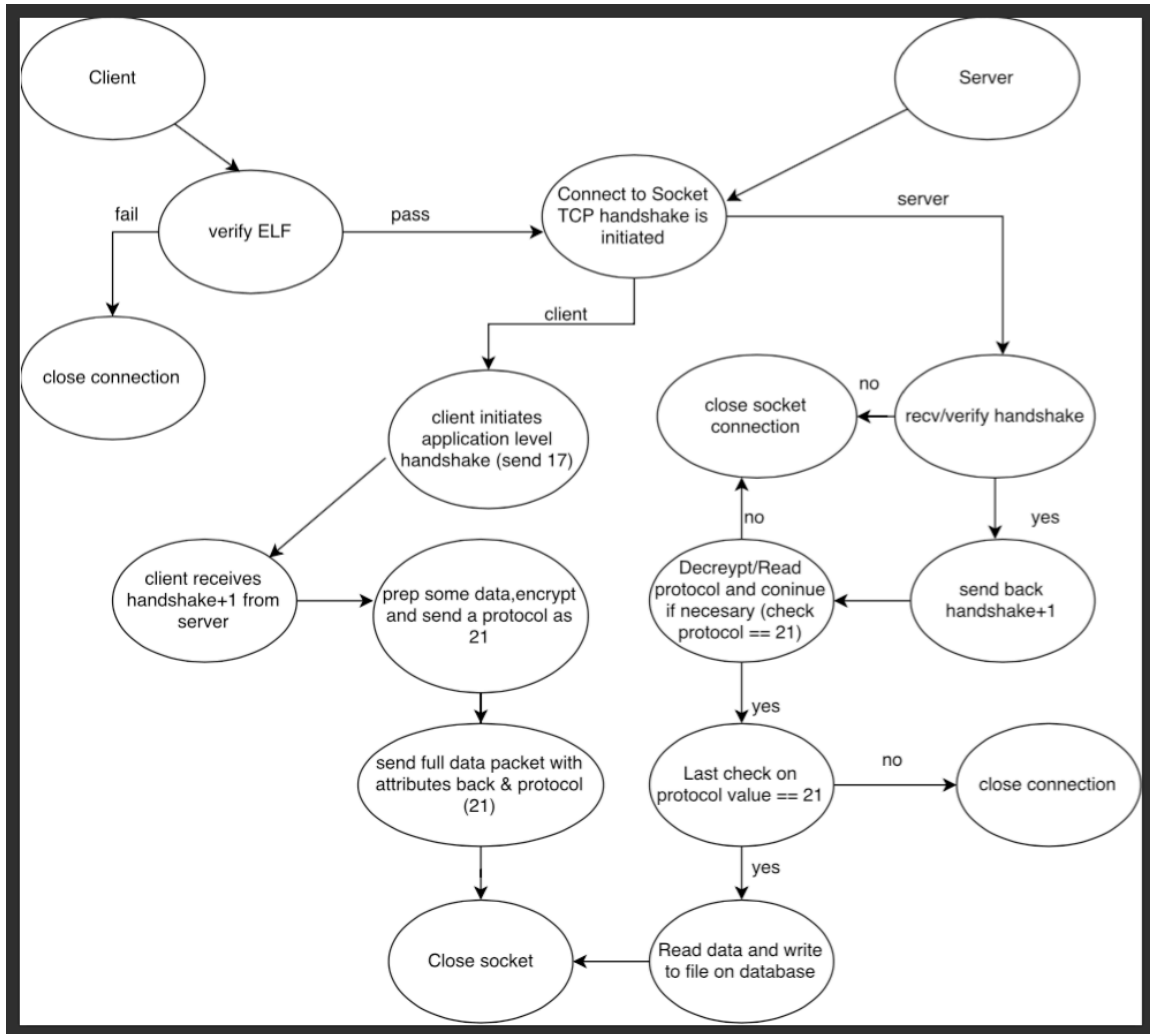 Client
Server
verify ELF
fail
pass
Connect to Socket
TCP handshake is
initiated
server
close connection
client
client initiates
application level
handshake (send 17)
close socket
connection
no
recv/verify handshake
yes
no
client receives
handshake+1 from
server
prep some data,encrypt
and send a protocol as
21
Decreypt/Read
protocol and coninue
if necesary (check
protocol == 21)
send back
handshake+1
yes
send full data packet with
attributes back & protocol
(21)
Last check on
protocol value == 21
no
close connection
yes
Close socket
Read data and write
to file on database